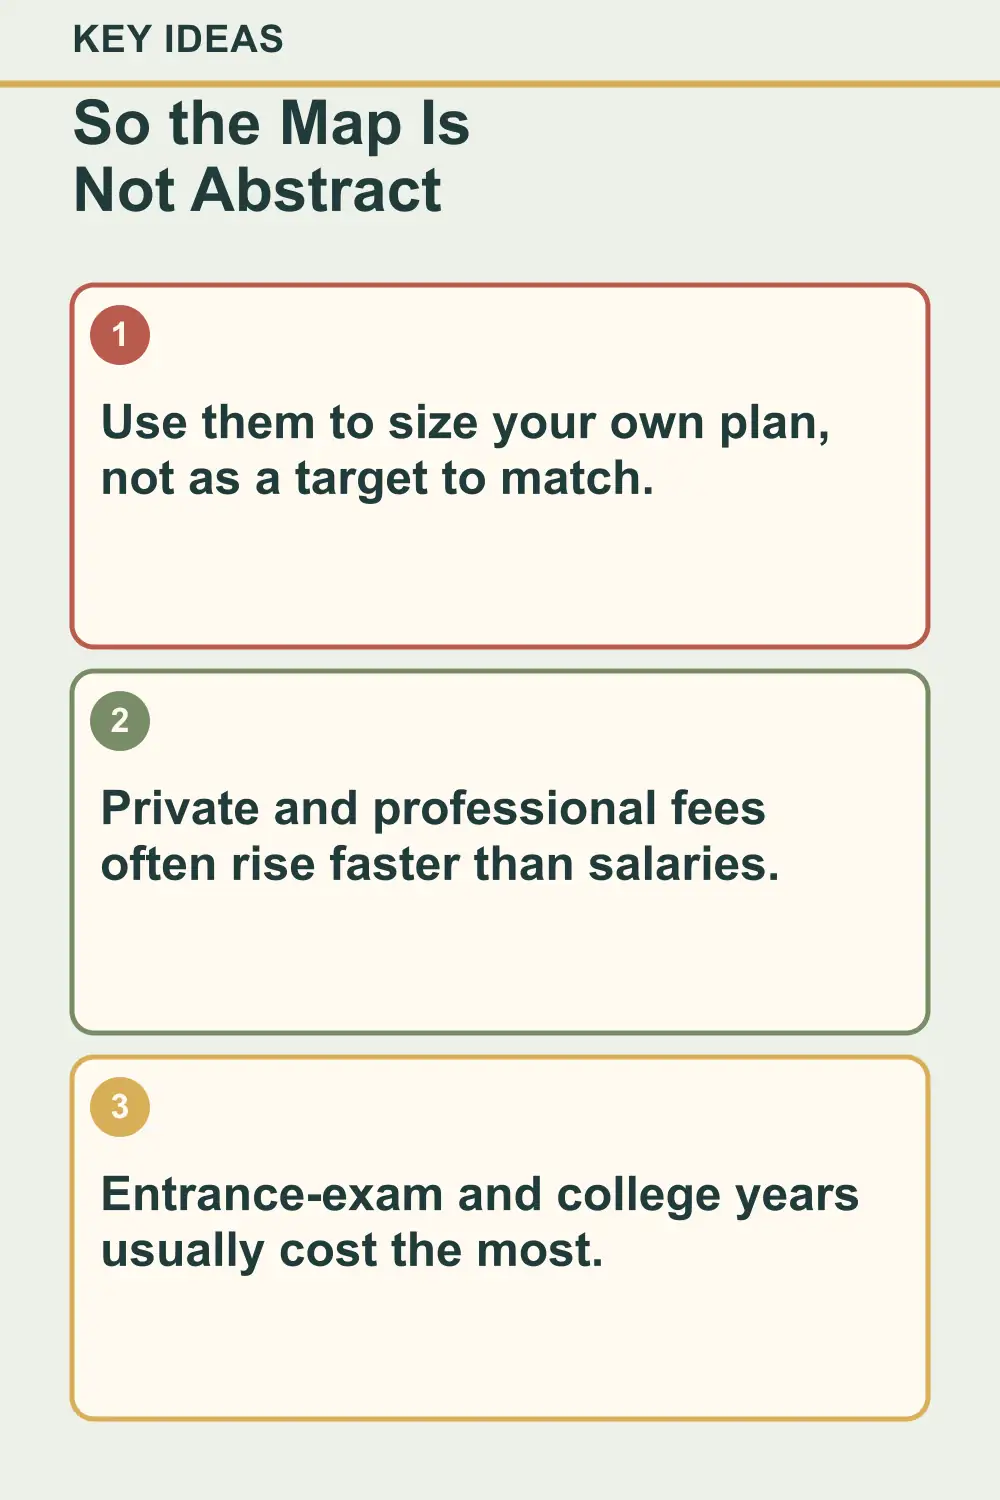 KEY IDEAS
So the Map Is
Not Abstract
1
Use them to size your own plan,
not as a target to match.
2
Private and professional fees
often rise faster than salaries.
3
Entrance-exam and college years
usually cost the most.